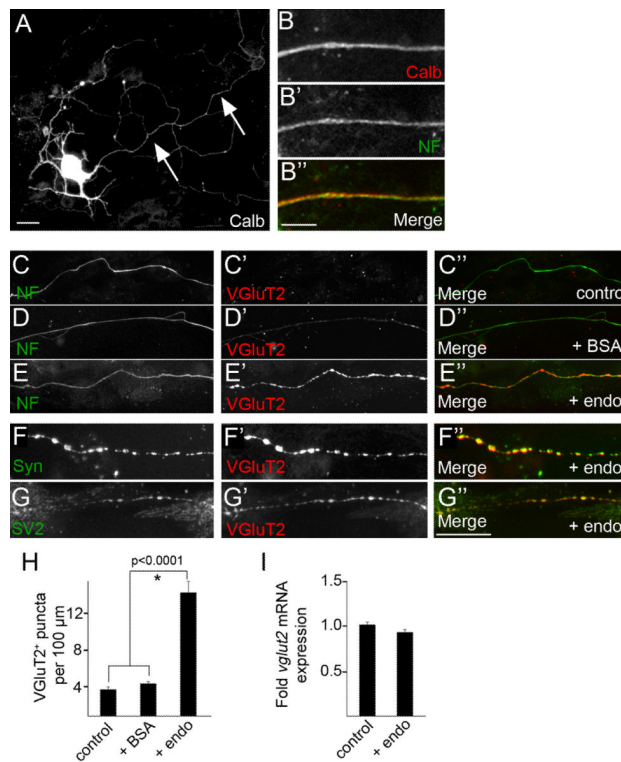 A
Calb
B
Calb
B'
NF
B''
Merge
C
NF
C'
VGluT2
C''
Merge
control
D
NF
D'
VGluT2
D''
Merge
+ BSA
E
NF
E'
VGluT2
E''
Merge
+ endo
F
Syn
F'
VGluT2
F''
Merge
+ endo
G
SV2
G'
VGluT2
G''
Merge
+ endo
H
p<0.0001
*
12
4
VGluT2+ puncta
per 100 µm
control
+ BSA
+ endo
I
1.5
1.0
0.5
Fold vglut2 mRNA
expression
control
+ endo